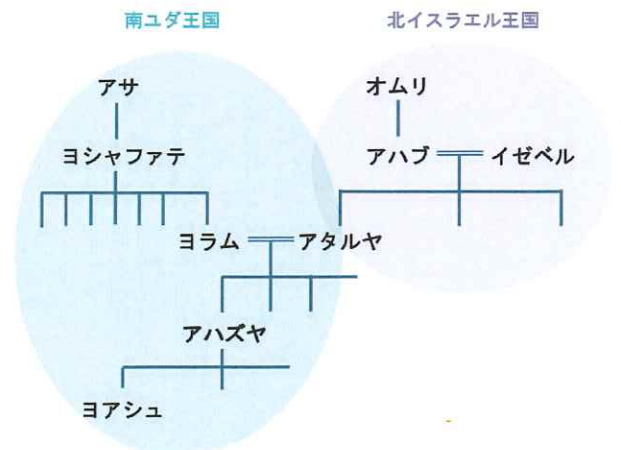 南ユダ王国
北イスラエル王国
アサ
オムリ
ヨシャファテ
アハブ
イゼベル
ヨラム
アタルヤ
アハズヤ
ヨアシュ